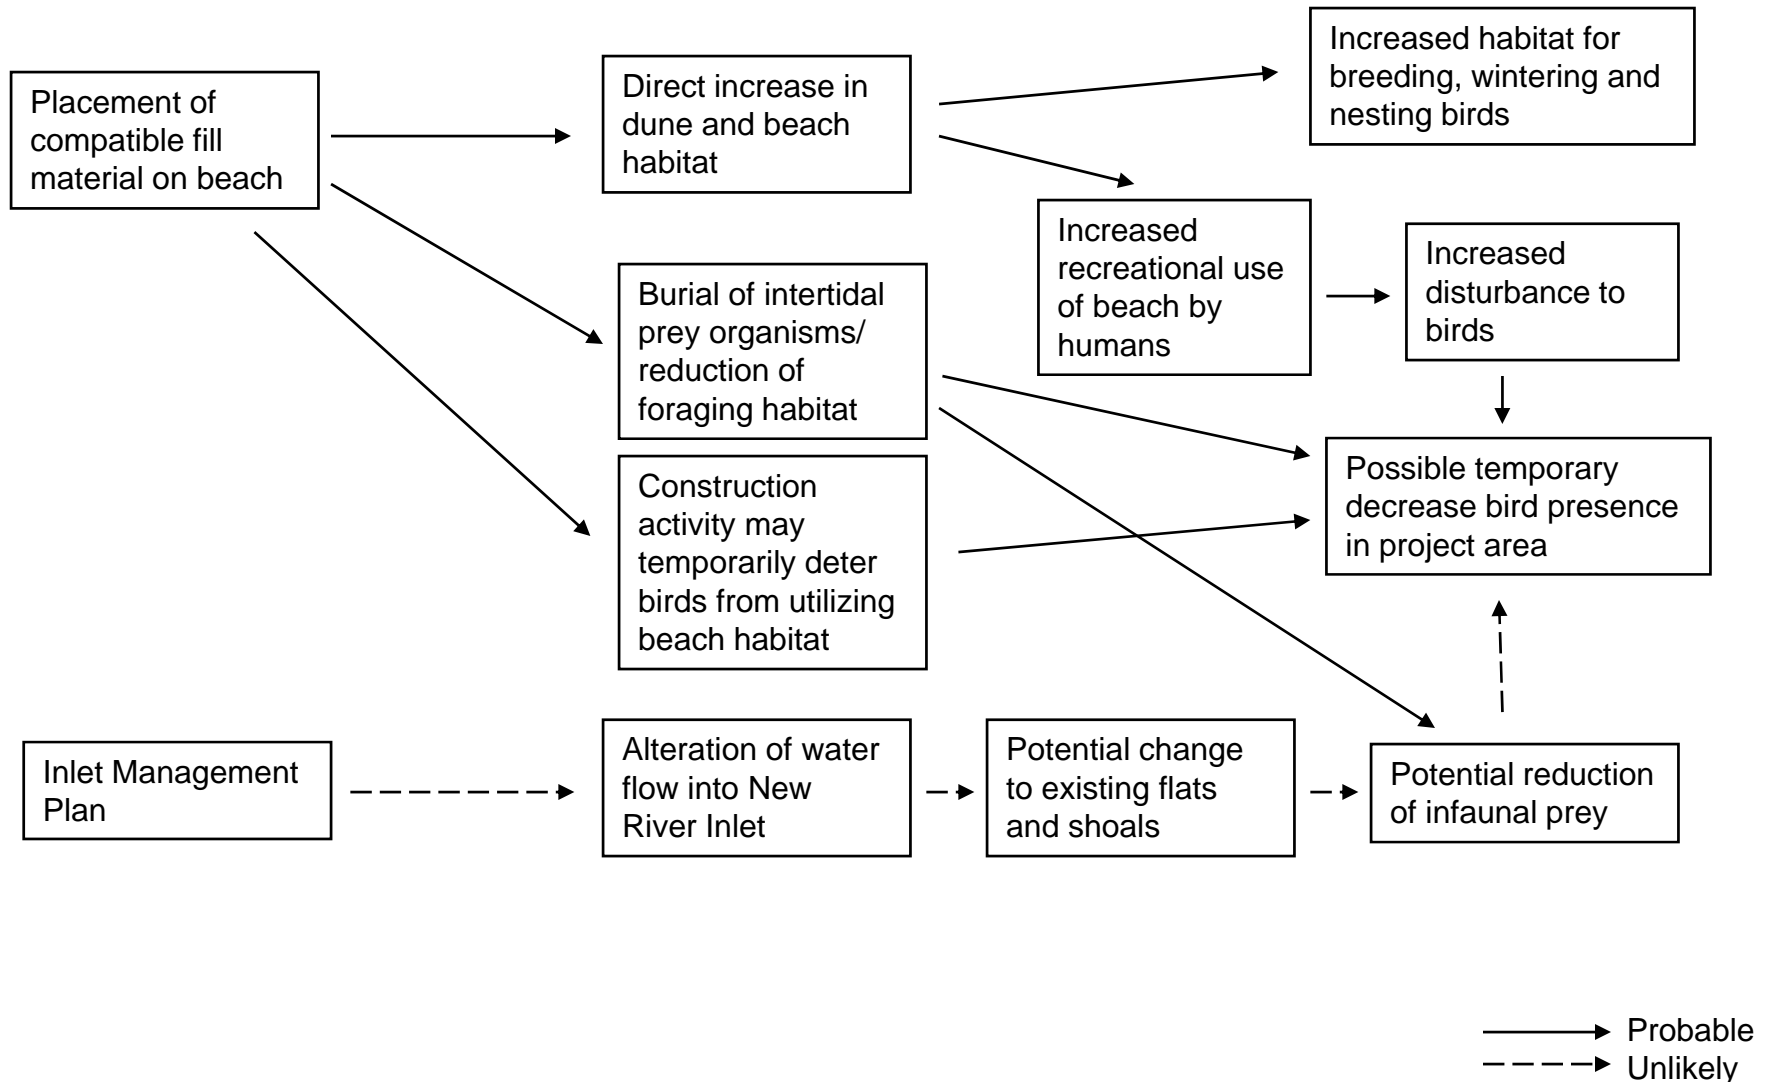 Placement of
compatible fill
material on beach
Direct increase in
dune and beach
habitat
Increased habitat for
breeding, wintering and
nesting birds
Increased
recreational use
of beach by
humans
Increased
disturbance to
birds
Burial of intertidal
prey organisms/
reduction of
foraging habitat
Construction
activity may
temporarily deter
birds from utilizing
beach habitat
Possible temporary
decrease bird presence
in project area
Inlet Management
Plan
Alteration of water
flow into New
River Inlet
Potential change
to existing flats
and shoals
Potential reduction
of infaunal prey
Probable
Unlikely